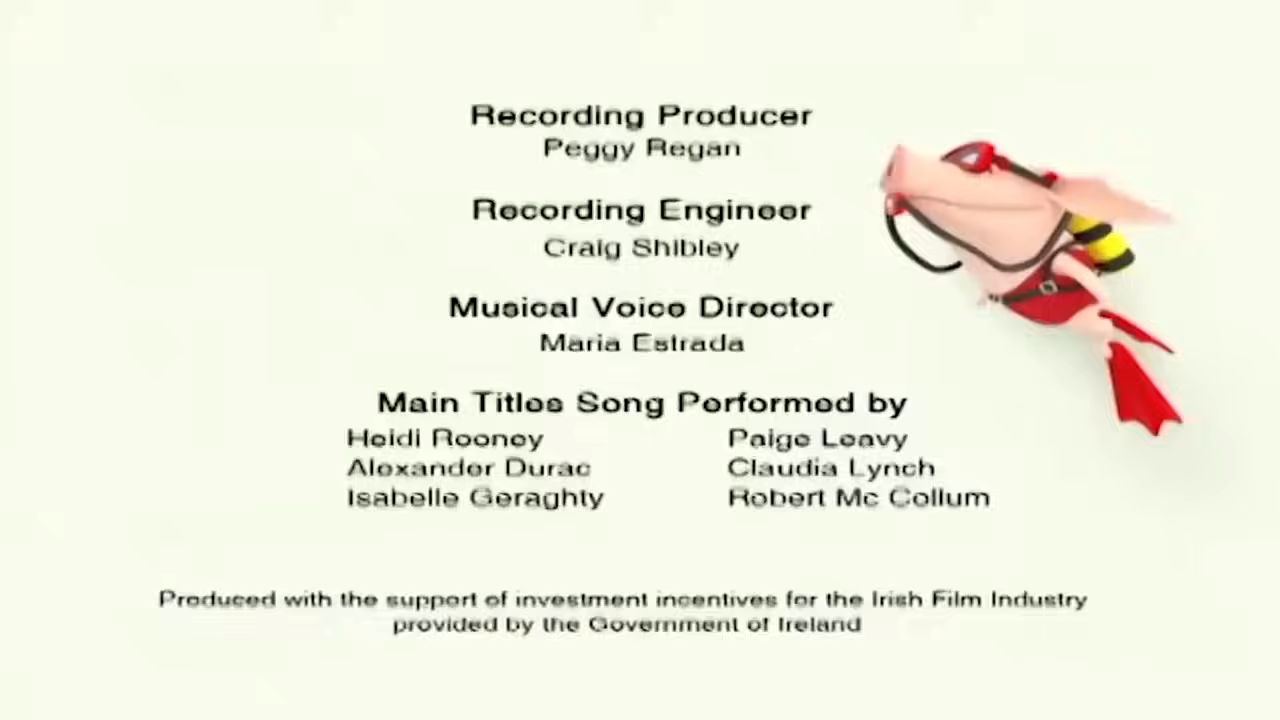 Recording Producer
Peggy Regan
Recording Engineer
Craig Shibley
Musical Voice Director
Maria Estrada
Main Titles Song Performed by
Heidi Rooney
Paige Leavy
Alexander Durac
Claudia Lynch
Isabelle Geraghty
Robert Mc Collum
Produced with the support of investment incentives for the Irish Film Industry
provided by the Government of Ireland